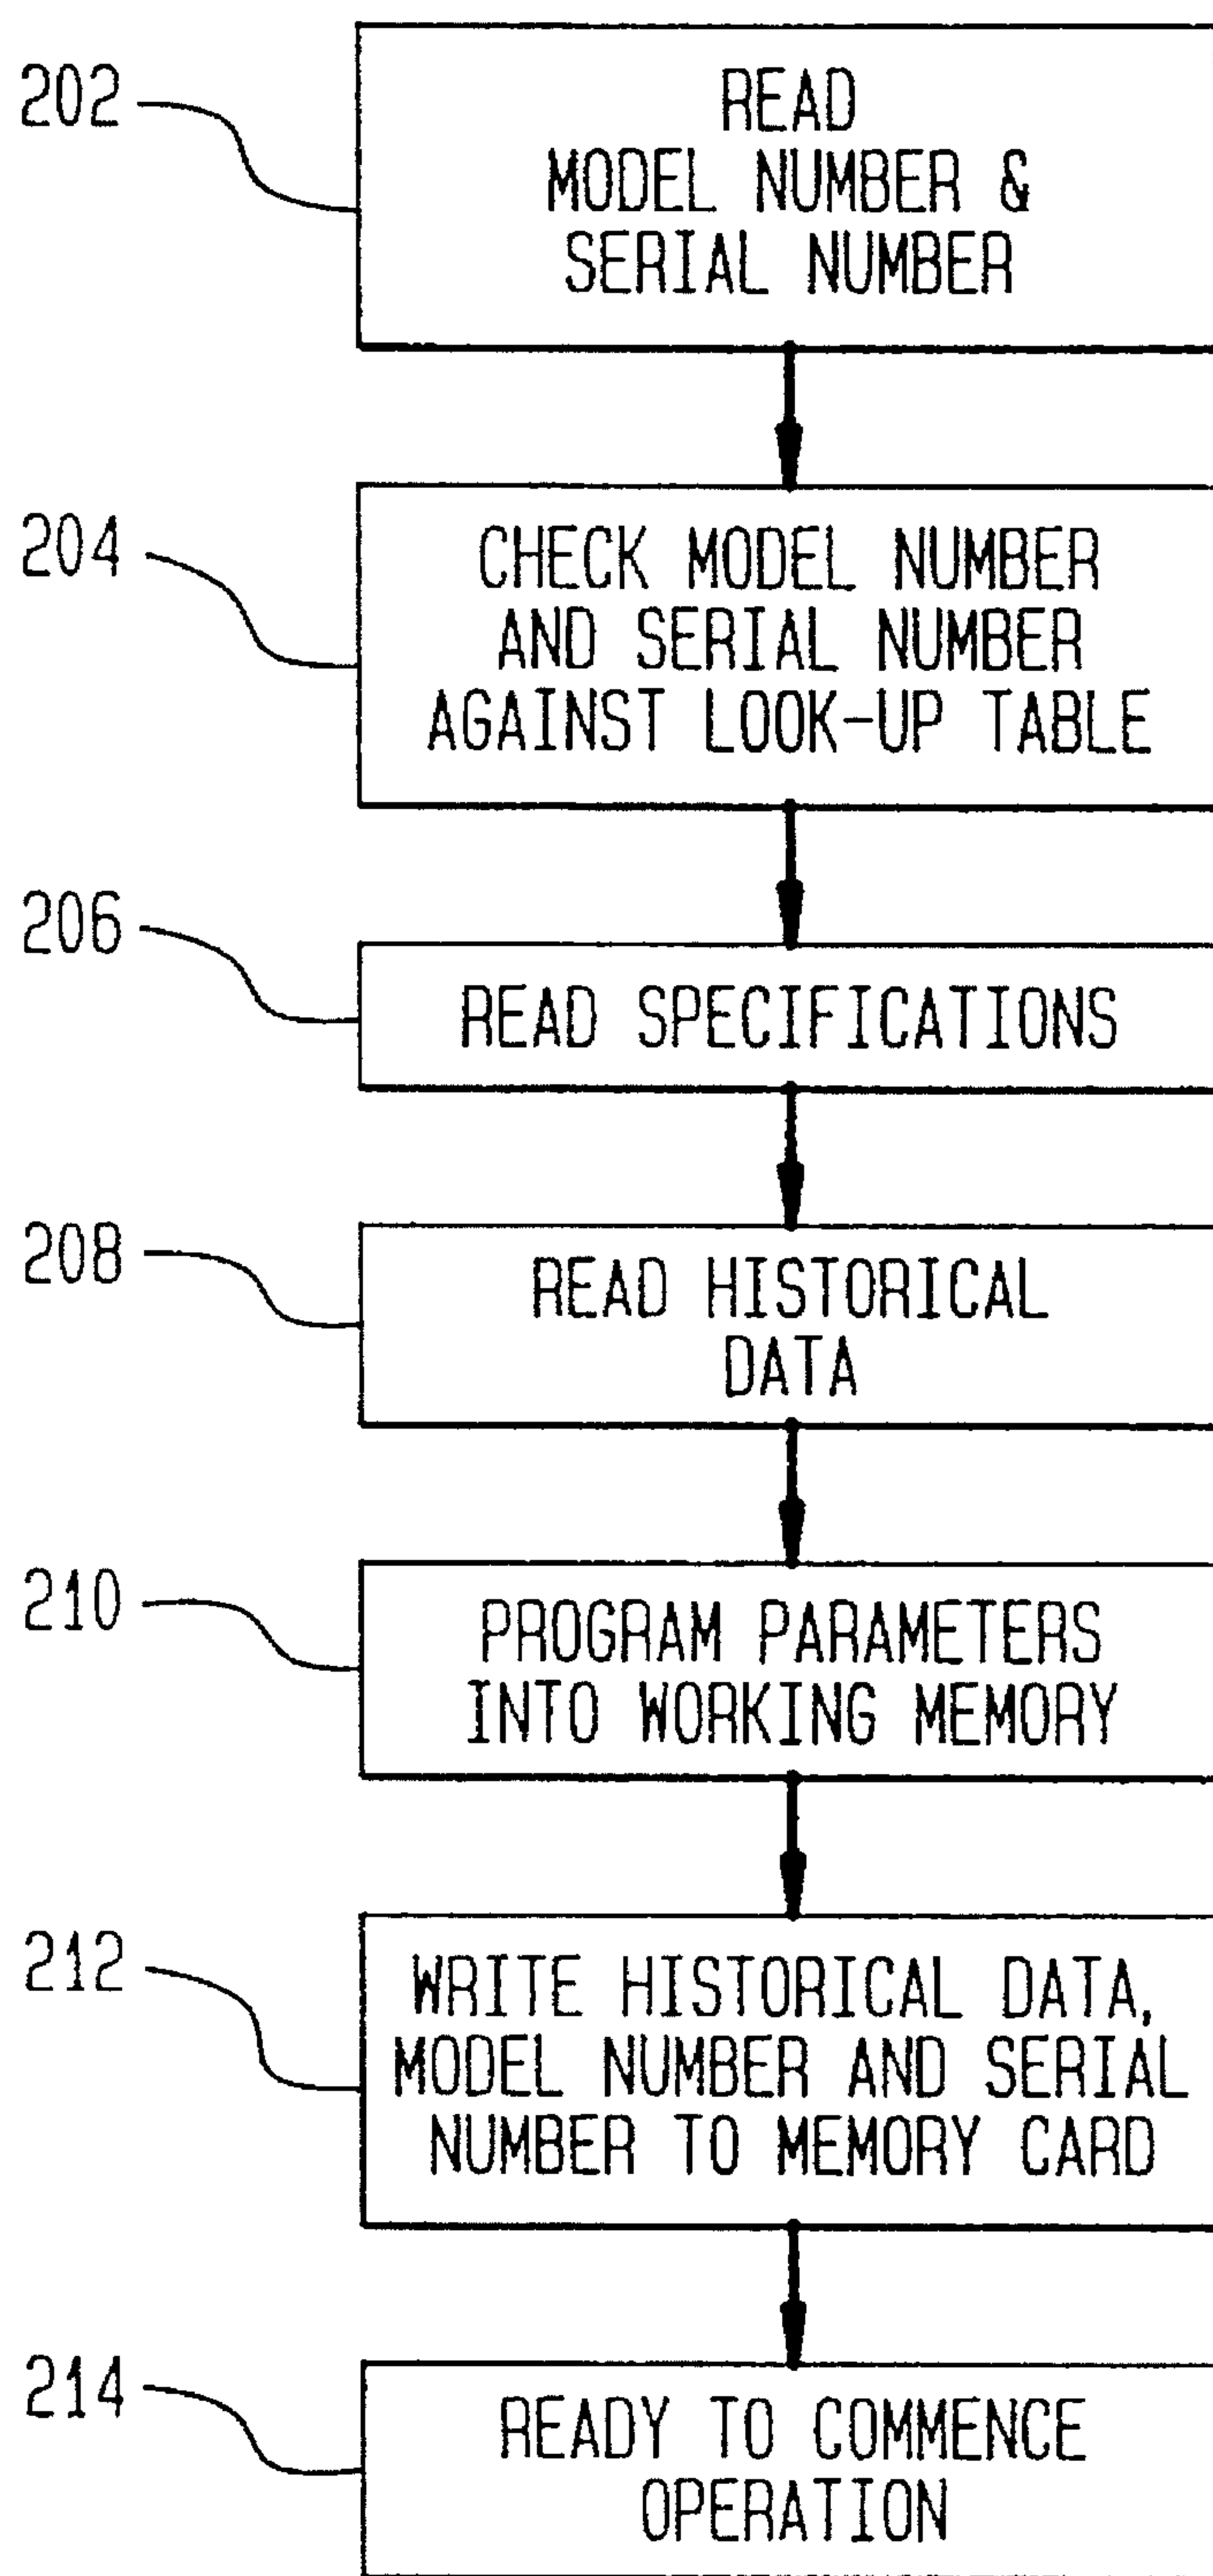 202
READ
MODEL NUMBER &
SERIAL NUMBER
204
CHECK MODEL NUMBER
AND SERIAL NUMBER
AGAINST LOOK-UP TABLE
206
READ SPECIFICATIONS
208
READ HISTORICAL
DATA
210
PROGRAM PARAMETERS
INTO WORKING MEMORY
212
WRITE HISTORICAL DATA,
MODEL NUMBER AND SERIAL
NUMBER TO MEMORY CARD
214
READY TO COMMENCE
OPERATION